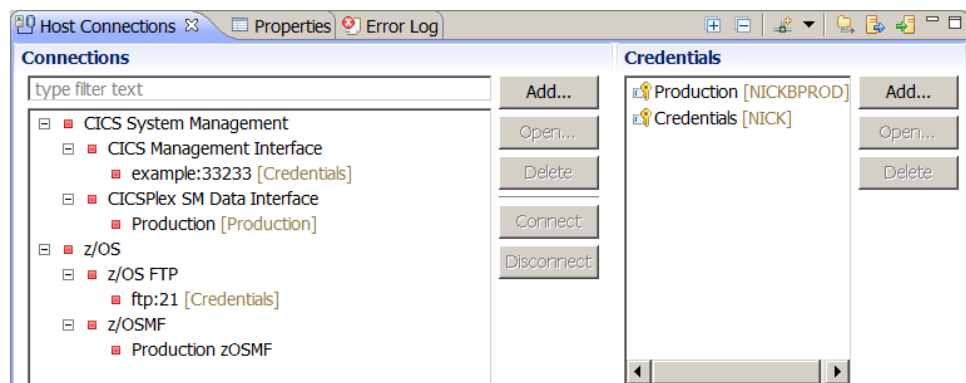 Host Connections Properties Error Log
Connections
type filter text
Add...
Open...
Delete
Connect
Disconnect
CICS System Management
CICS Management Interface
example:33233 [Credentials]
CICSPlex SM Data Interface
Production [Production]
z/OS
z/OS FTP
ftp:21 [Credentials]
z/OSMF
Production zOSMF
Credentials
Production [NICKBPROD]
Credentials [NICK]
Add...
Open...
Delete